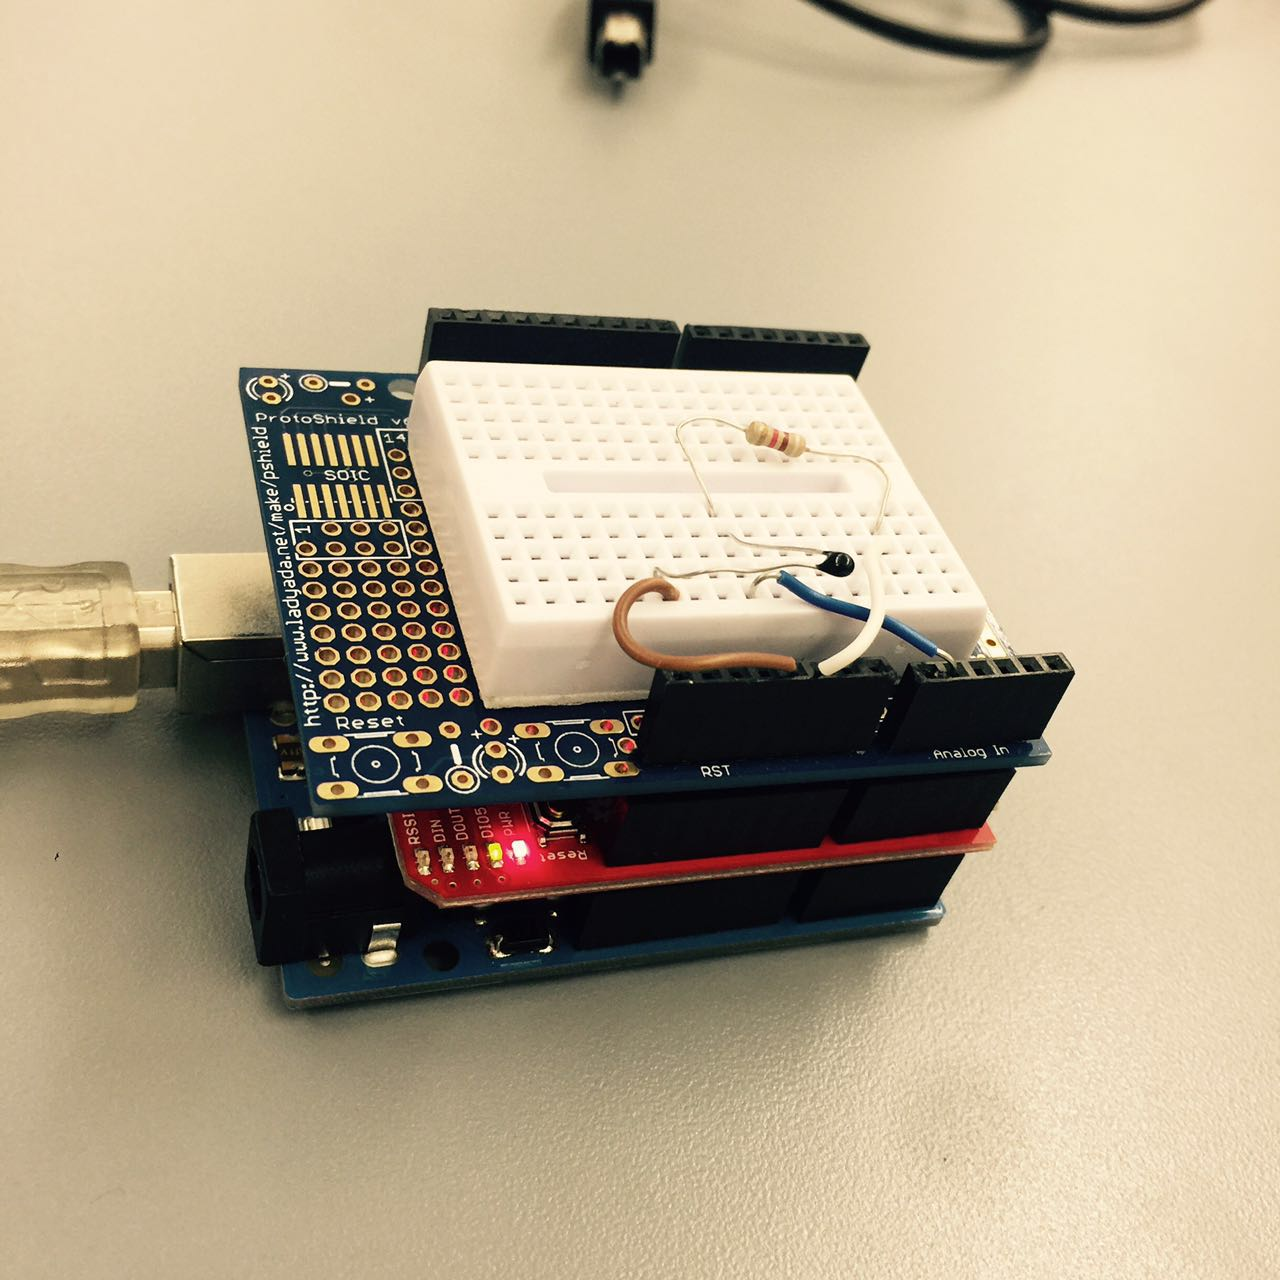 ProtoShield
14
SOIC
1
http://www.ladyada.net/make/pshield
Reset
RST
Analog In
RSSI
DIN
DOUT
DIO5
PWR
Reset